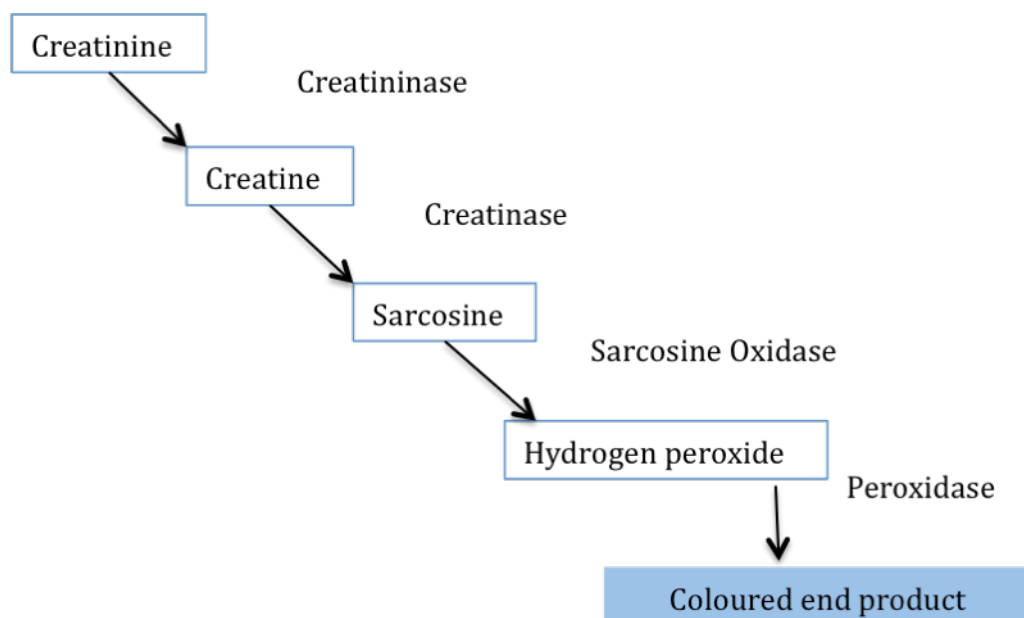 Creatinine
Creatininase
Creatine
Creatinase
Sarcosine
Sarcosine Oxidase
Hydrogen peroxide
Peroxidase
Coloured end product